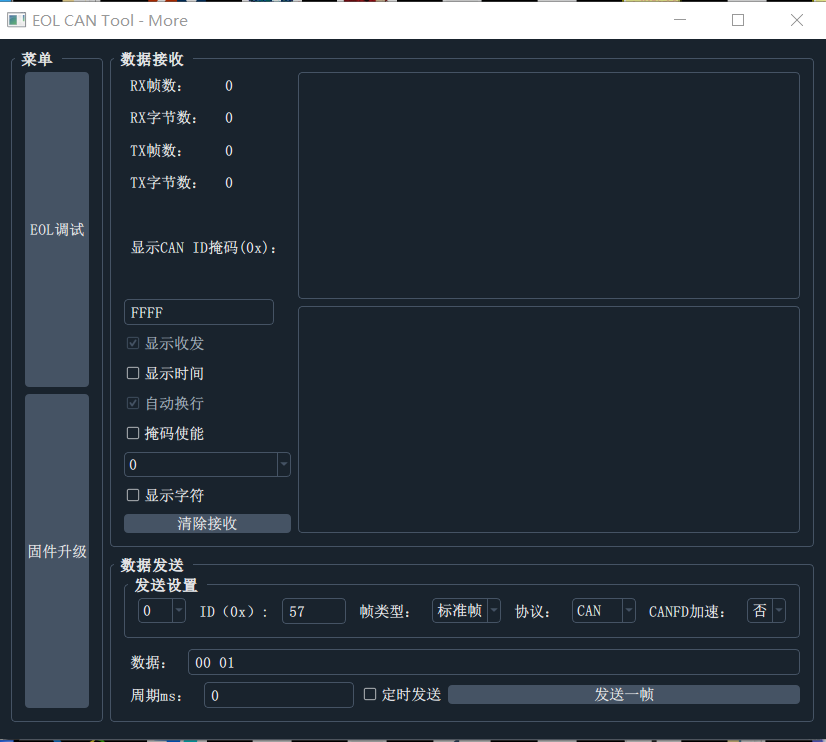 EOL CAN Tool - More
菜单
EOL调试
固件升级
数据接收
RX帧数： 0
RX字节数： 0
TX帧数： 0
TX字节数： 0
显示CAN ID掩码(0x)：
FFFF
显示收发
显示时间
自动换行
掩码使能
0
显示字符
清除接收
数据发送
发送设置
0 ID（0x）： 57 帧类型： 标准帧 协议： CAN CANFD加速： 否
数据： 00 01
周期ms： 0 定时发送 发送一帧